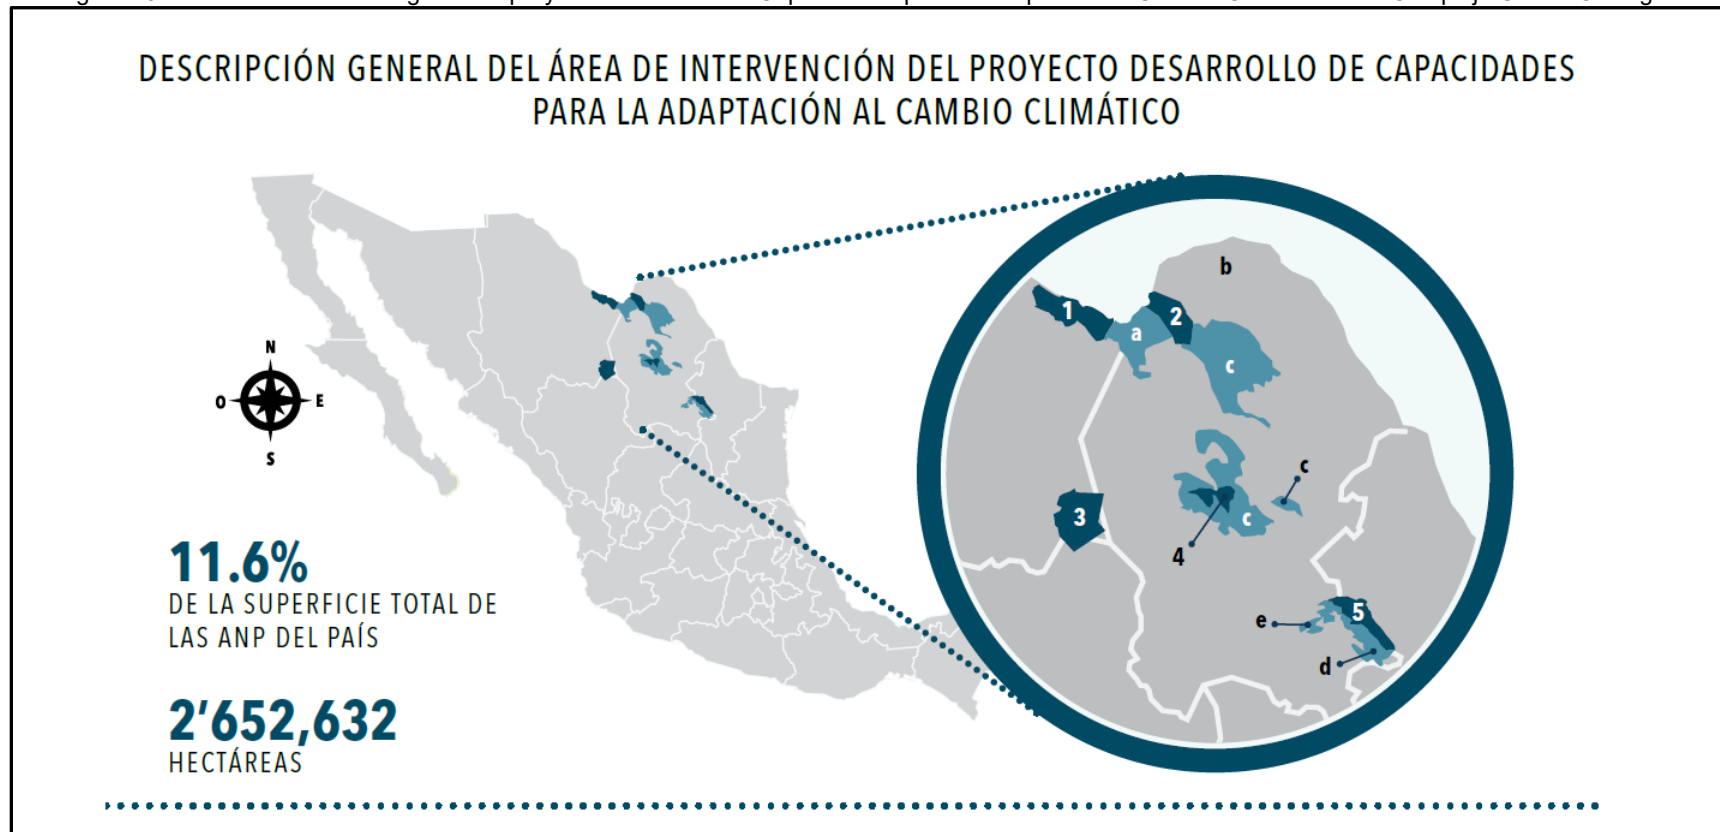 DESCRIPCIÓN GENERAL DEL ÁREA DE INTERVENCIÓN DEL PROYECTO DESARROLLO DE CAPACIDADES
PARA LA ADAPTACIÓN AL CAMBIO CLIMÁTICO
N
O
E
S
11.6%
DE LA SUPERFICIE TOTAL DE
LAS ANP DEL PAÍS
2’652,632
HECTÁREAS
b
1
2
a
c
c
3
c
4
5
e
d